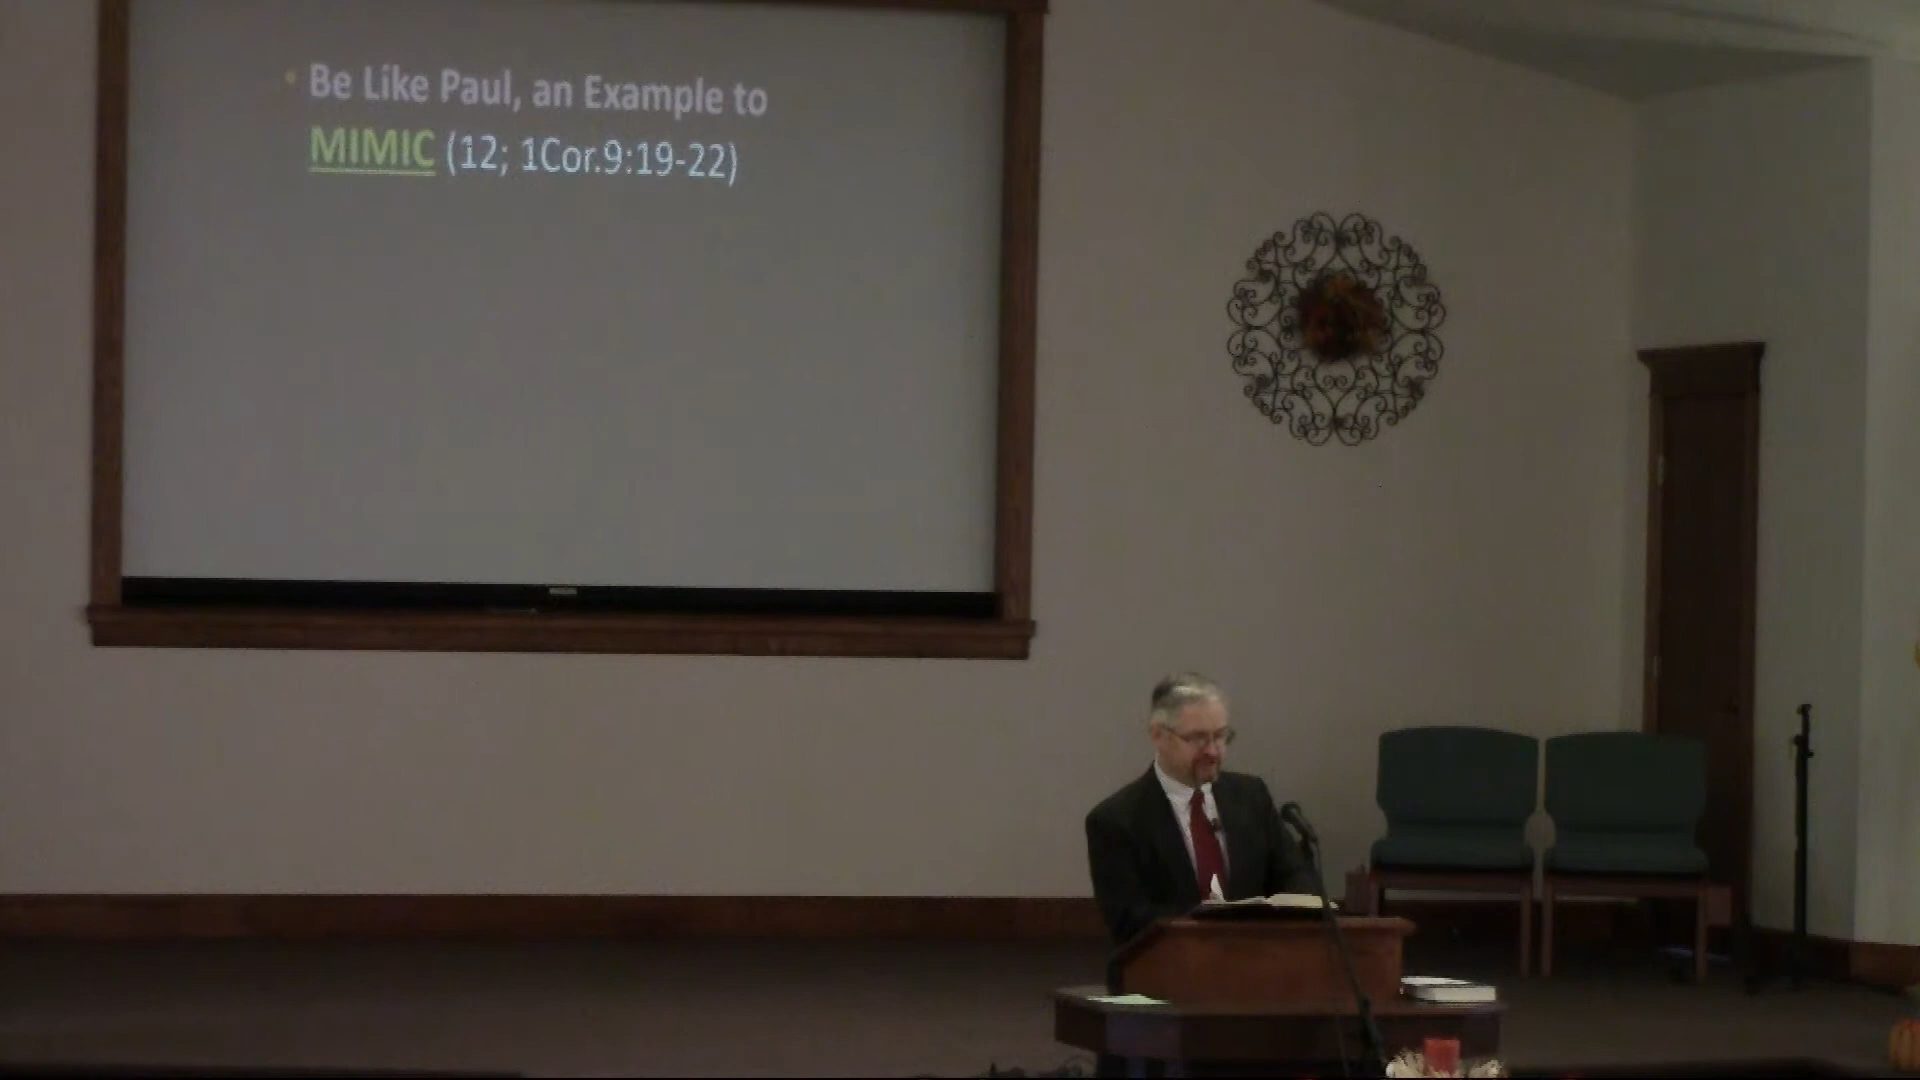 • Be Like Paul, an Example to
MIMIC (12; 1Cor.9:19-22)